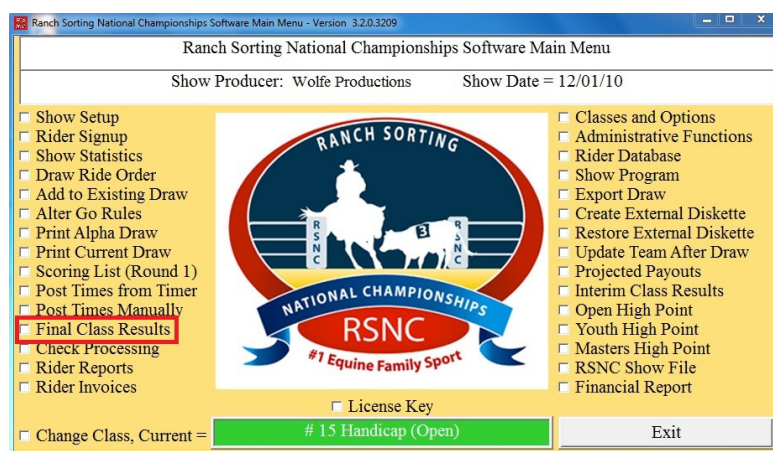 Ranch Sorting National Championships Software Main Menu - Version 3.2.0.3209
Ranch Sorting National Championships Software Main Menu
Show Producer: Wolfe Productions Show Date = 12/01/10
Show Setup
Rider Signup
Show Statistics
Draw Ride Order
Add to Existing Draw
Alter Go Rules
Print Alpha Draw
Print Current Draw
Scoring List (Round 1)
Post Times from Timer
Post Times Manually
Final Class Results
Check Processing
Rider Reports
Rider Invoices
RANCH SORTING
RSNC
3
RSNC
NATIONAL CHAMPIONSHIPS
RSNC
#1 Equine Family Sport
Classes and Options
Administrative Functions
Rider Database
Show Program
Export Draw
Create External Diskette
Restore External Diskette
Update Team After Draw
Projected Payouts
Interim Class Results
Open High Point
Youth High Point
Masters High Point
RSNC Show File
Financial Report
License Key
Change Class, Current = # 15 Handicap (Open) Exit